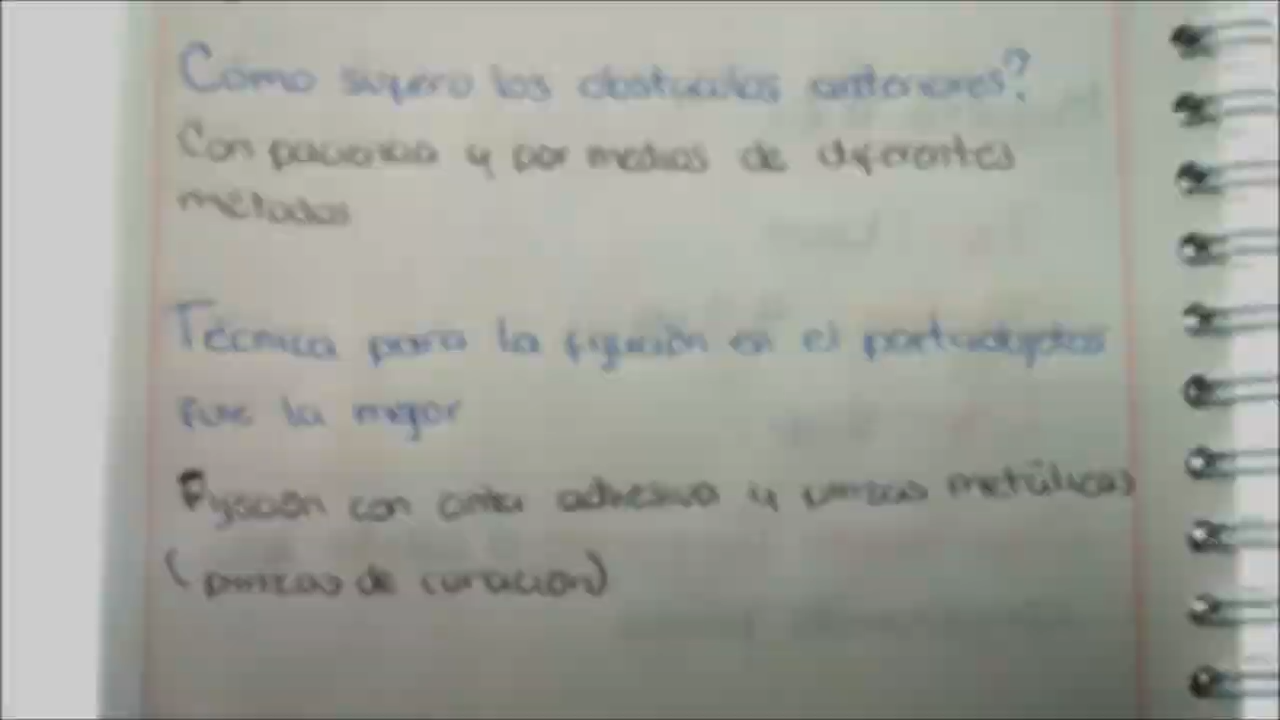 Como supero los obstaculos anteriores?
Con paciencia y por medios de diferentes
metodos
Técnica para la fijación en el portaobjetos
fue la mejor
Fijación con cinta adhesiva y pinzas metálicas
(pinzas de curación)